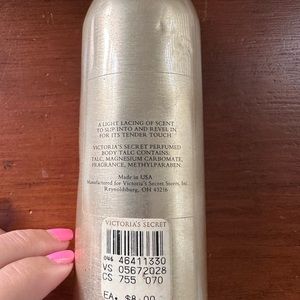 A LIGHT LACING OF SCENT
TO SLIP INTO AND REVEL IN
FOR ITS TENDER TOUCH
VICTORIA'S SECRET PERFUMED
BODY TALC CONTAINS:
TALC, MAGNESIUM CARBONATE,
FRAGRANCE, METHYLPARABEN.
Made in USA
Manufactured for Victoria's Secret Stores, Inc.
Reynoldsburg, OH 43216
VICTORIA'S SECRET
046 46411330
VS 05672028
CS 755 070
EA. $8.00